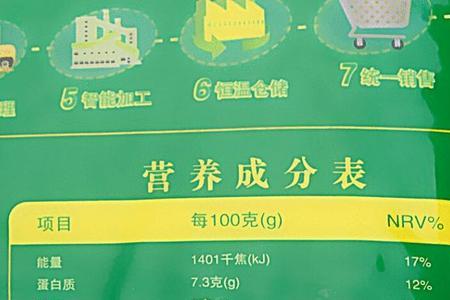 理
5 智能加工
6 恒温仓储
7 统一销售
营养成分表
项目 每100克(g) NRV%
能量 1401千焦(kJ) 17%
蛋白质 7.3克(g) 12%